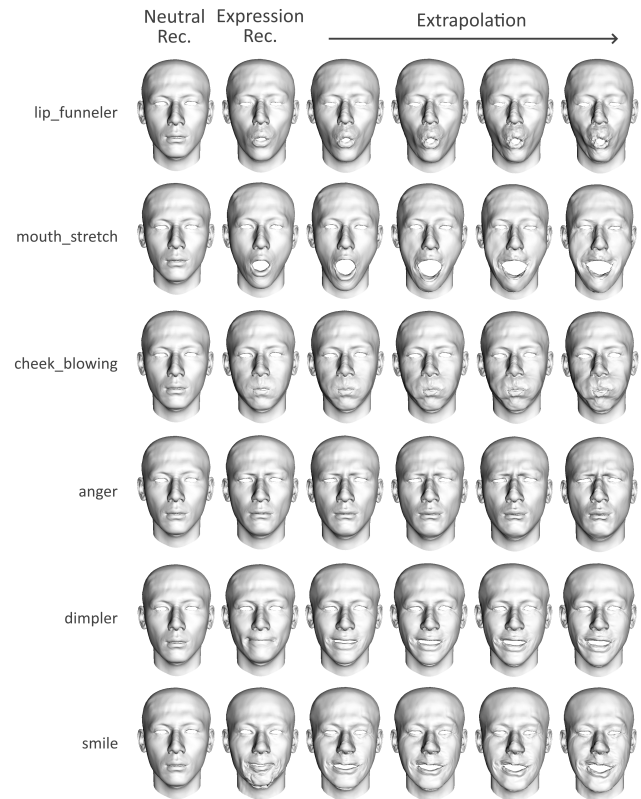 Neutral Rec.
Expression Rec.
Extrapolation
lip_funneler
mouth_stretch
cheek_blowing
anger
dimpler
smile